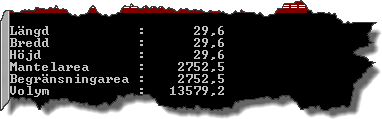 Längd : 29,6
Bredd : 29,6
Höjd : 29,6
Mantelarea : 2752,5
Begränsningarea : 2752,5
Volym : 13579,2